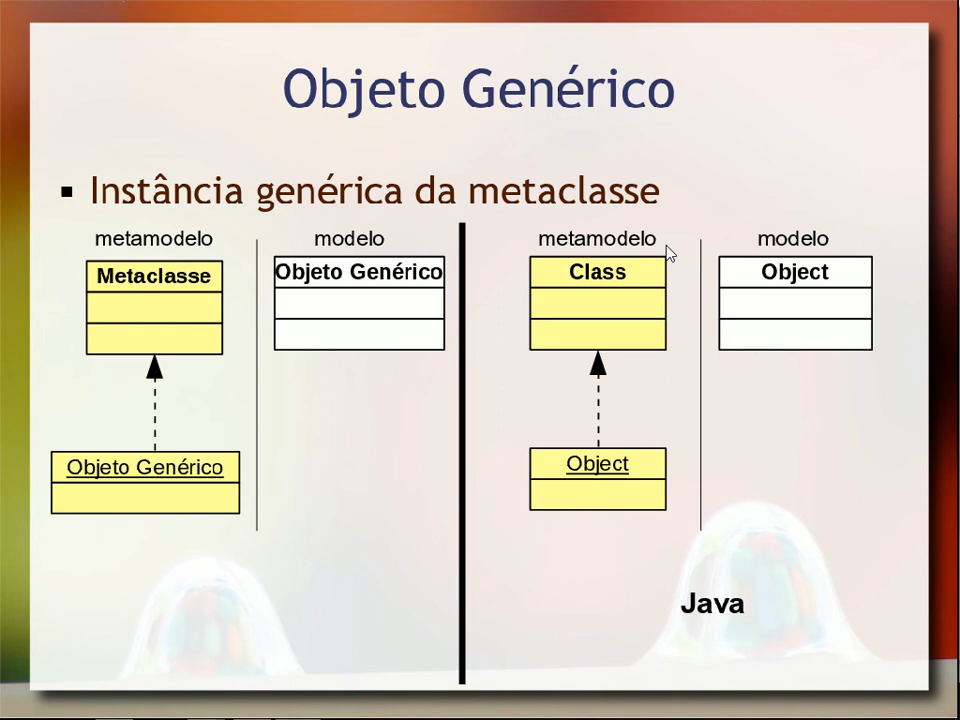 Objeto Genérico
▪ Instância genérica da metaclasse
metamodelo
modelo
Metaclasse
Objeto Genérico
Objeto Genérico
metamodelo
modelo
Class
Object
Object
Java